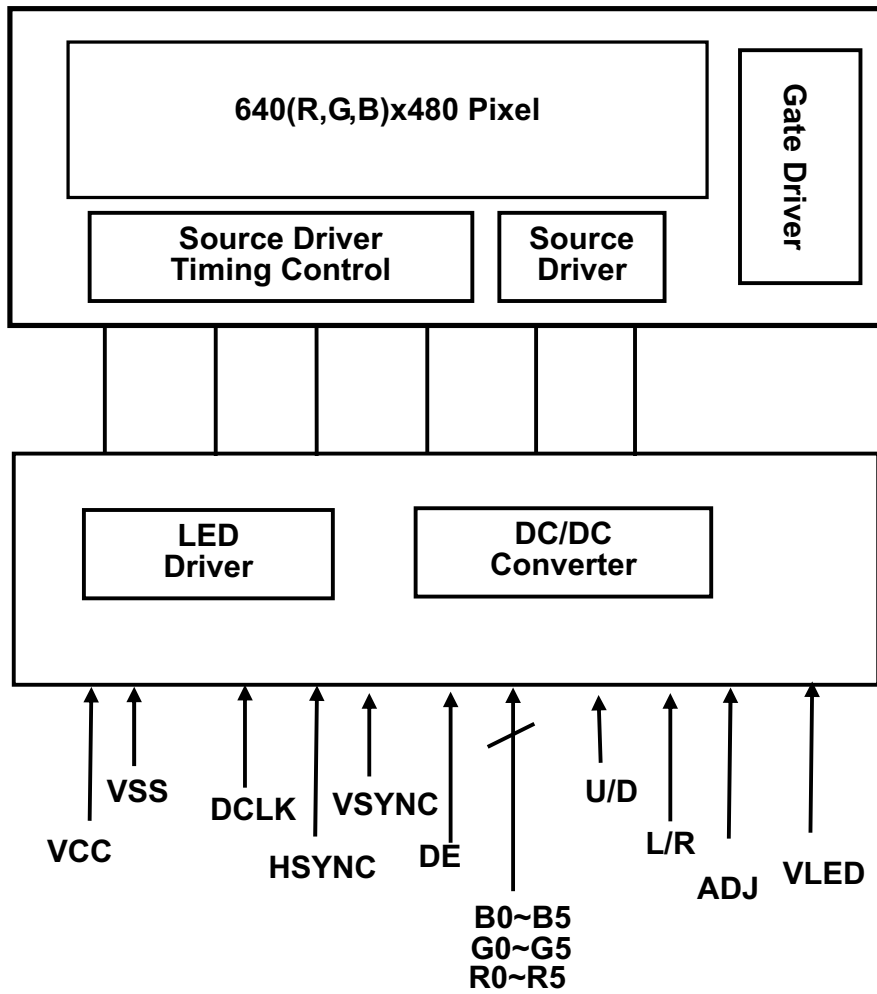 640(R,G,B)x480 Pixel
Gate Driver
Source Driver
Timing Control
Source
Driver
LED
Driver
DC/DC
Converter
VCC
VSS
DCLK
HSYNC
VSYNC
DE
B0~B5
G0~G5
R0~R5
U/D
L/R
ADJ
VLED